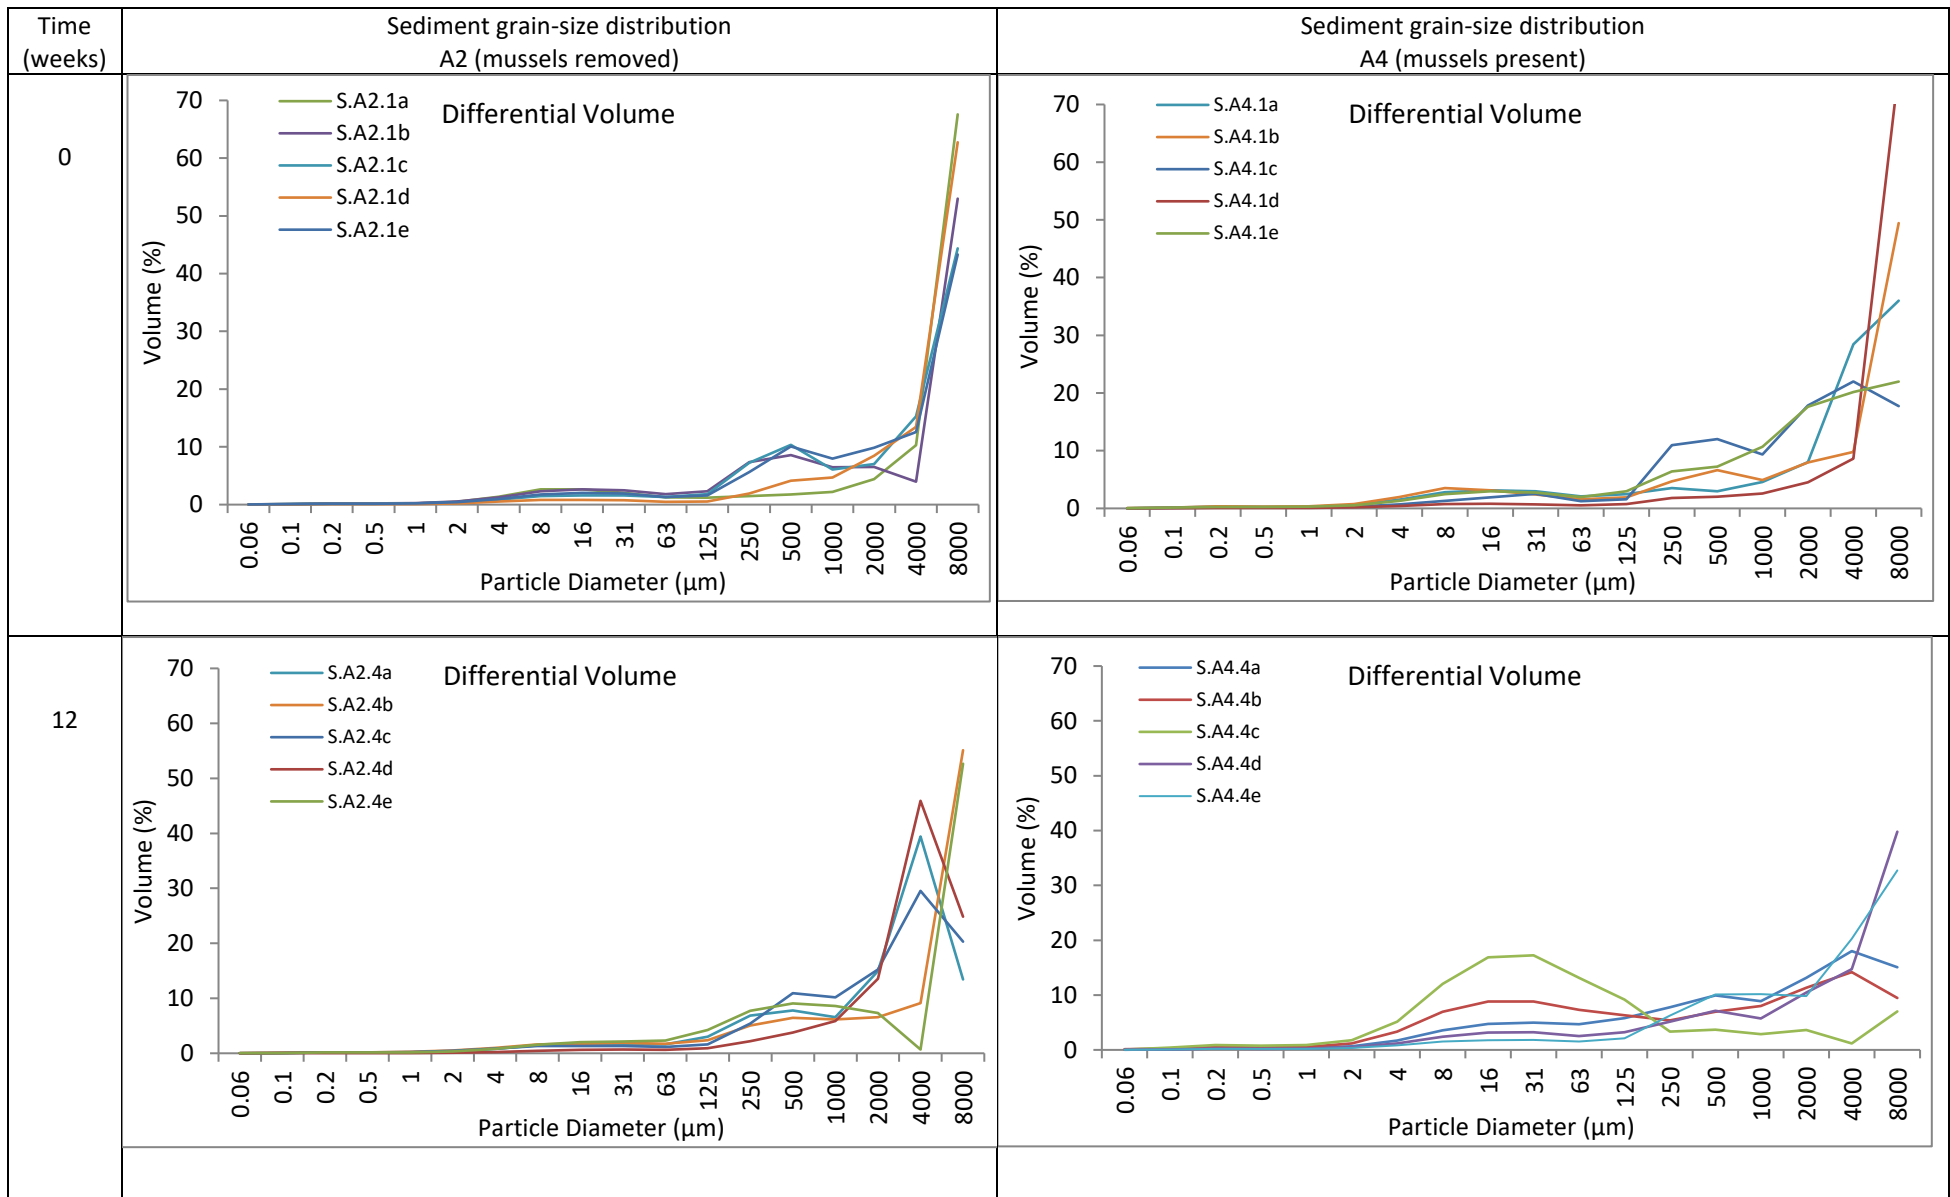 Time
(weeks)
Sediment grain-size distribution
A2 (mussels removed)
Sediment grain-size distribution
A4 (mussels present)
0
Differential Volume
S.A2.1a
S.A2.1b
S.A2.1c
S.A2.1d
S.A2.1e
Volume (%)
70
60
50
40
30
20
10
0
0.06 0.1 0.2 0.5 1 2 4 8 16 31 63 125 250 500 1000 2000 4000 8000
Particle Diameter (µm)
Differential Volume
S.A4.1a
S.A4.1b
S.A4.1c
S.A4.1d
S.A4.1e
Volume (%)
70
60
50
40
30
20
10
0
0.06 0.1 0.2 0.5 1 2 4 8 16 31 63 125 250 500 1000 2000 4000 8000
Particle Diameter (µm)
12
Differential Volume
S.A2.4a
S.A2.4b
S.A2.4c
S.A2.4d
S.A2.4e
Volume (%)
70
60
50
40
30
20
10
0
0.06 0.1 0.2 0.5 1 2 4 8 16 31 63 125 250 500 1000 2000 4000 8000
Particle Diameter (µm)
Differential Volume
S.A4.4a
S.A4.4b
S.A4.4c
S.A4.4d
S.A4.4e
Volume (%)
70
60
50
40
30
20
10
0
0.06 0.1 0.2 0.5 1 2 4 8 16 31 63 125 250 500 1000 2000 4000 8000
Particle Diameter (µm)